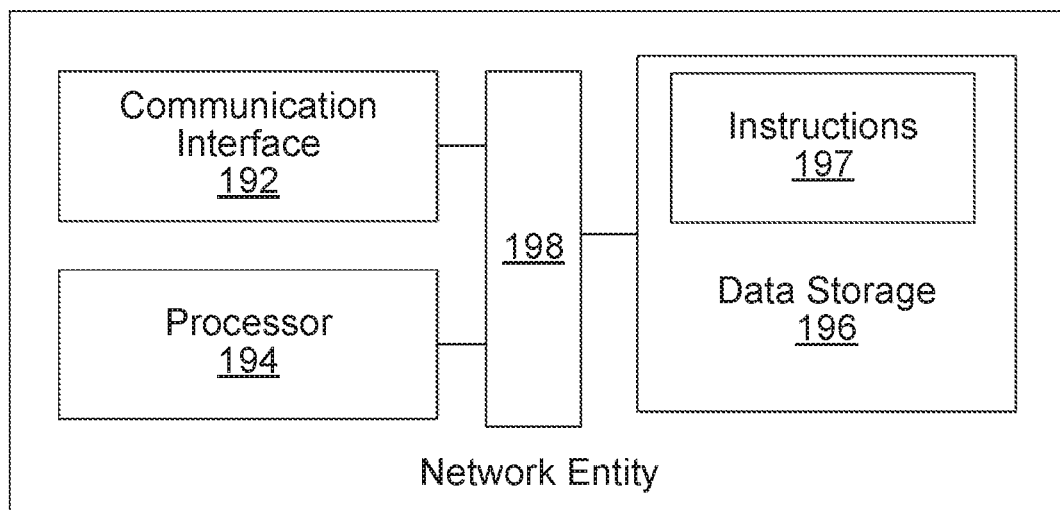 Communication
Interface
192
Processor
194
198
Instructions
197
Data Storage
196
Network Entity